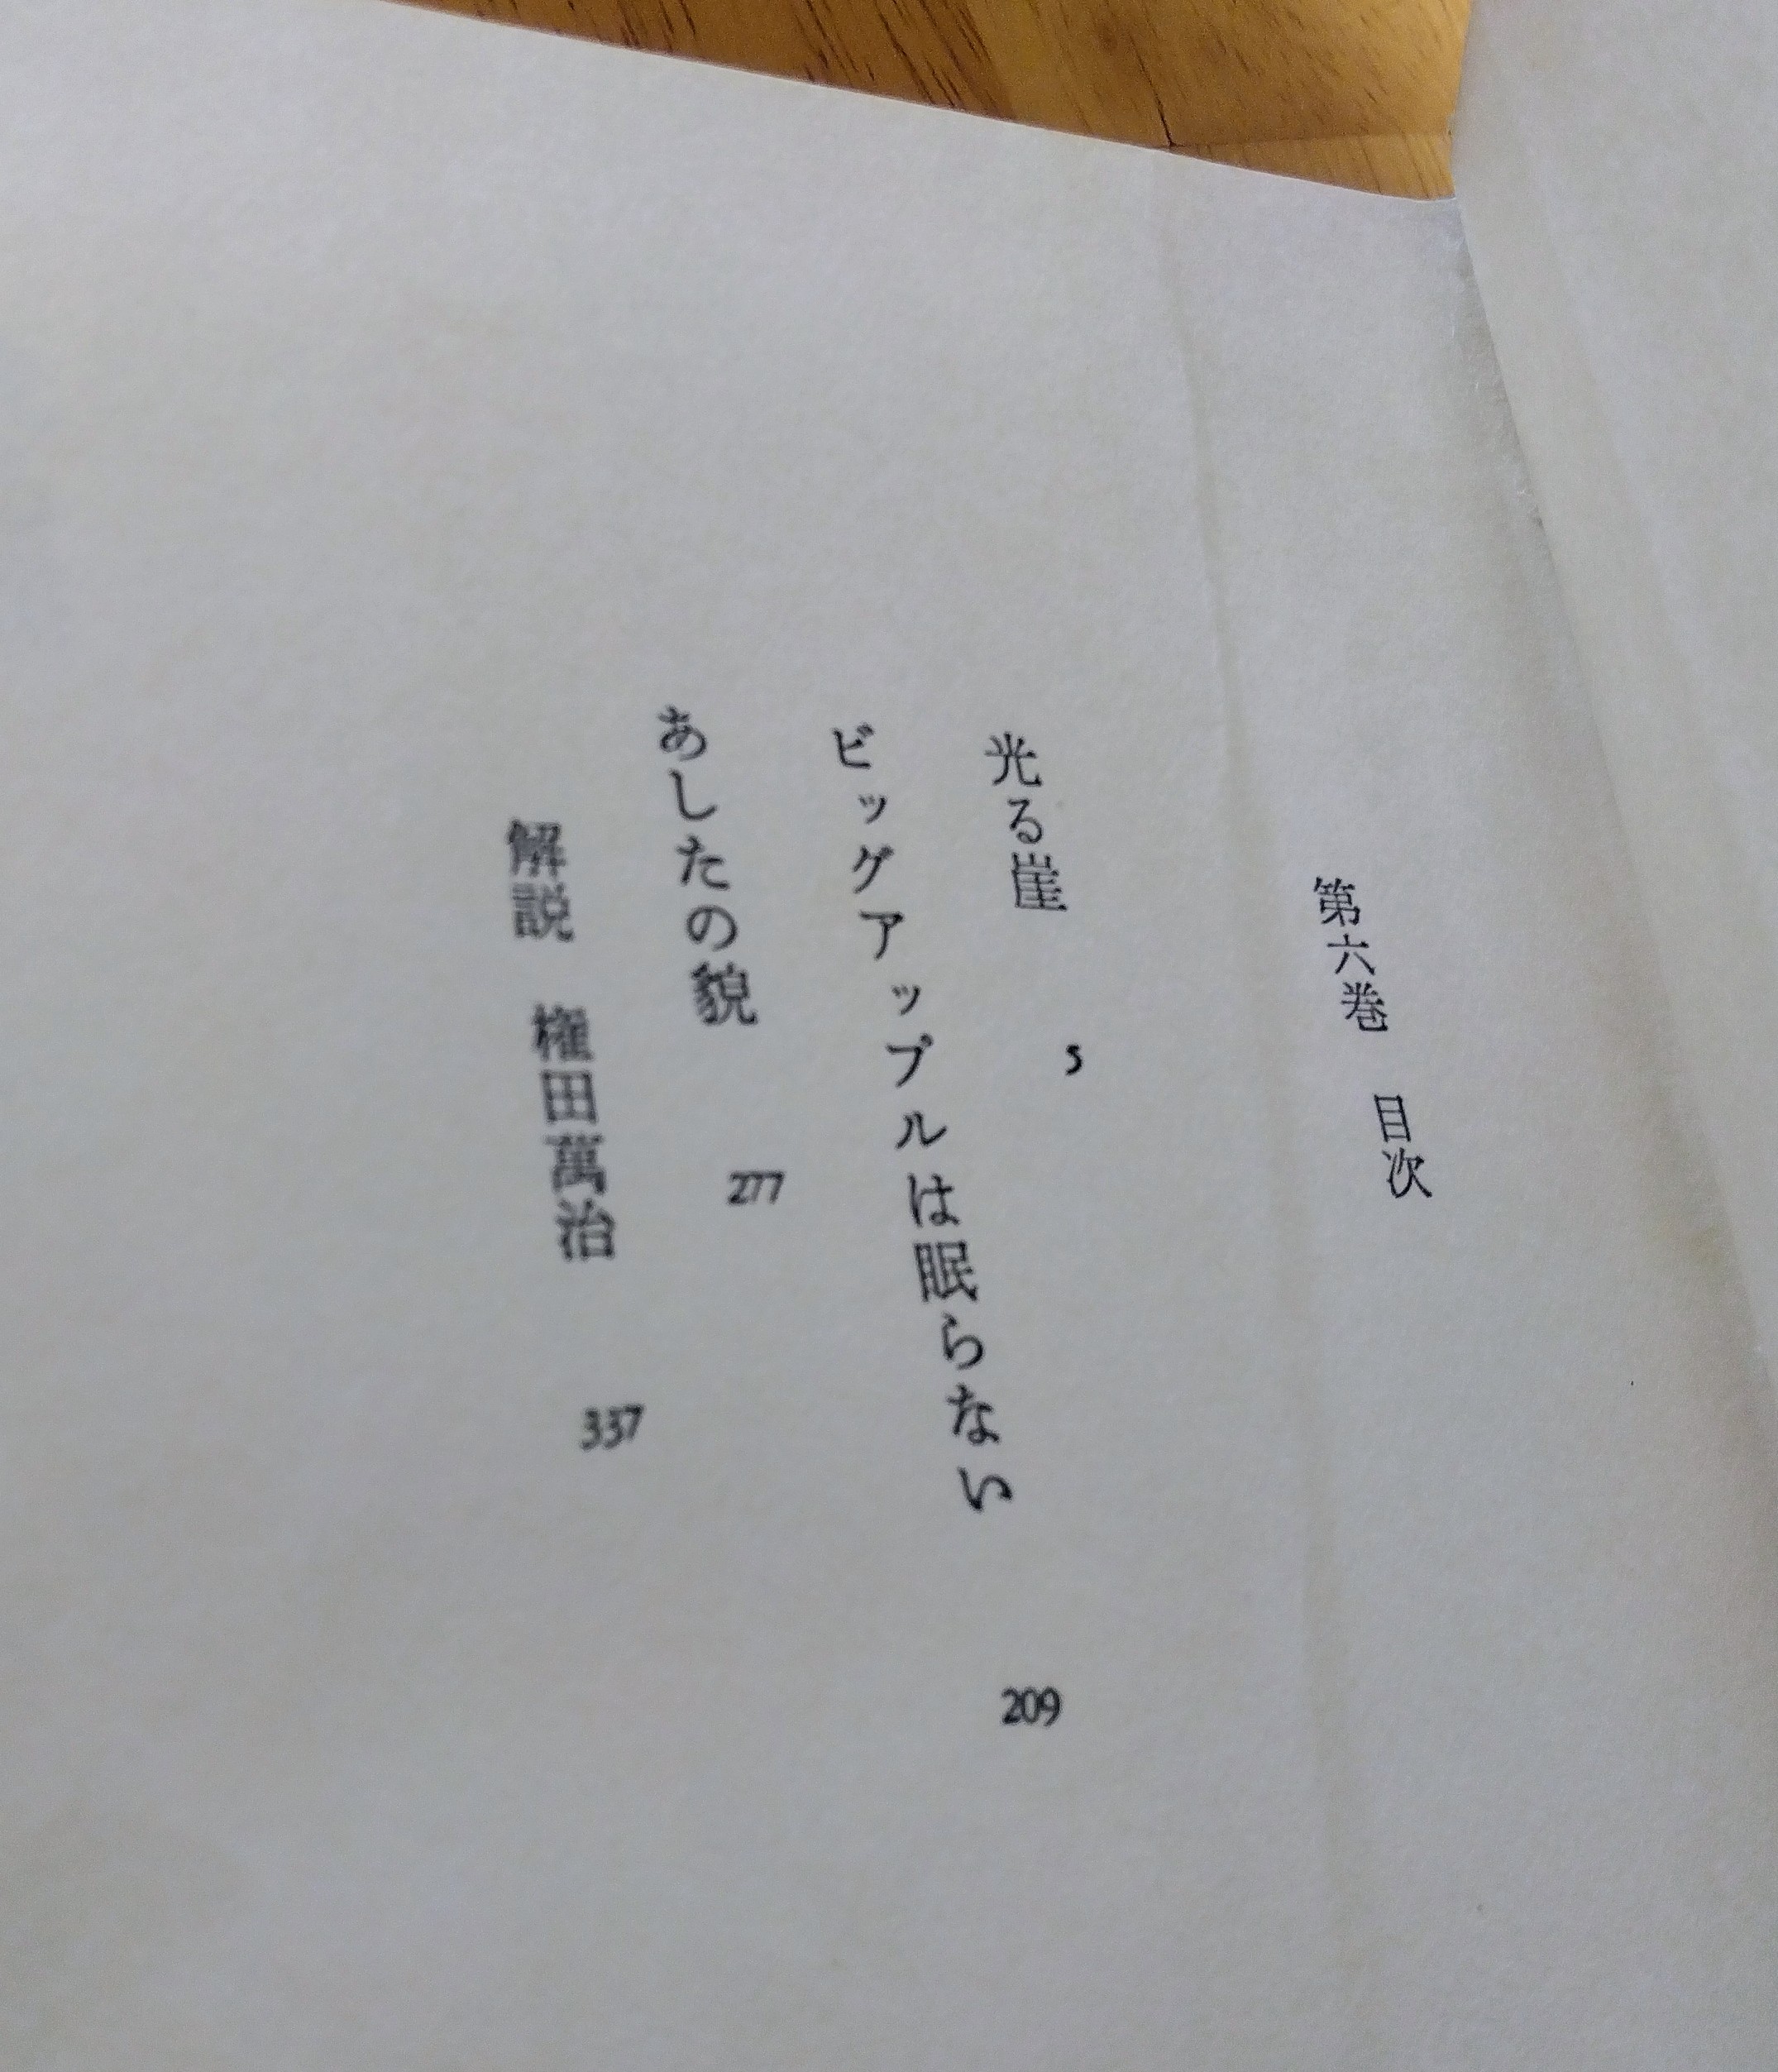 第六巻 目次
光る崖 5
ビッグアップルは眠らない 209
あしたの貌 277
解説 権田萬治 337